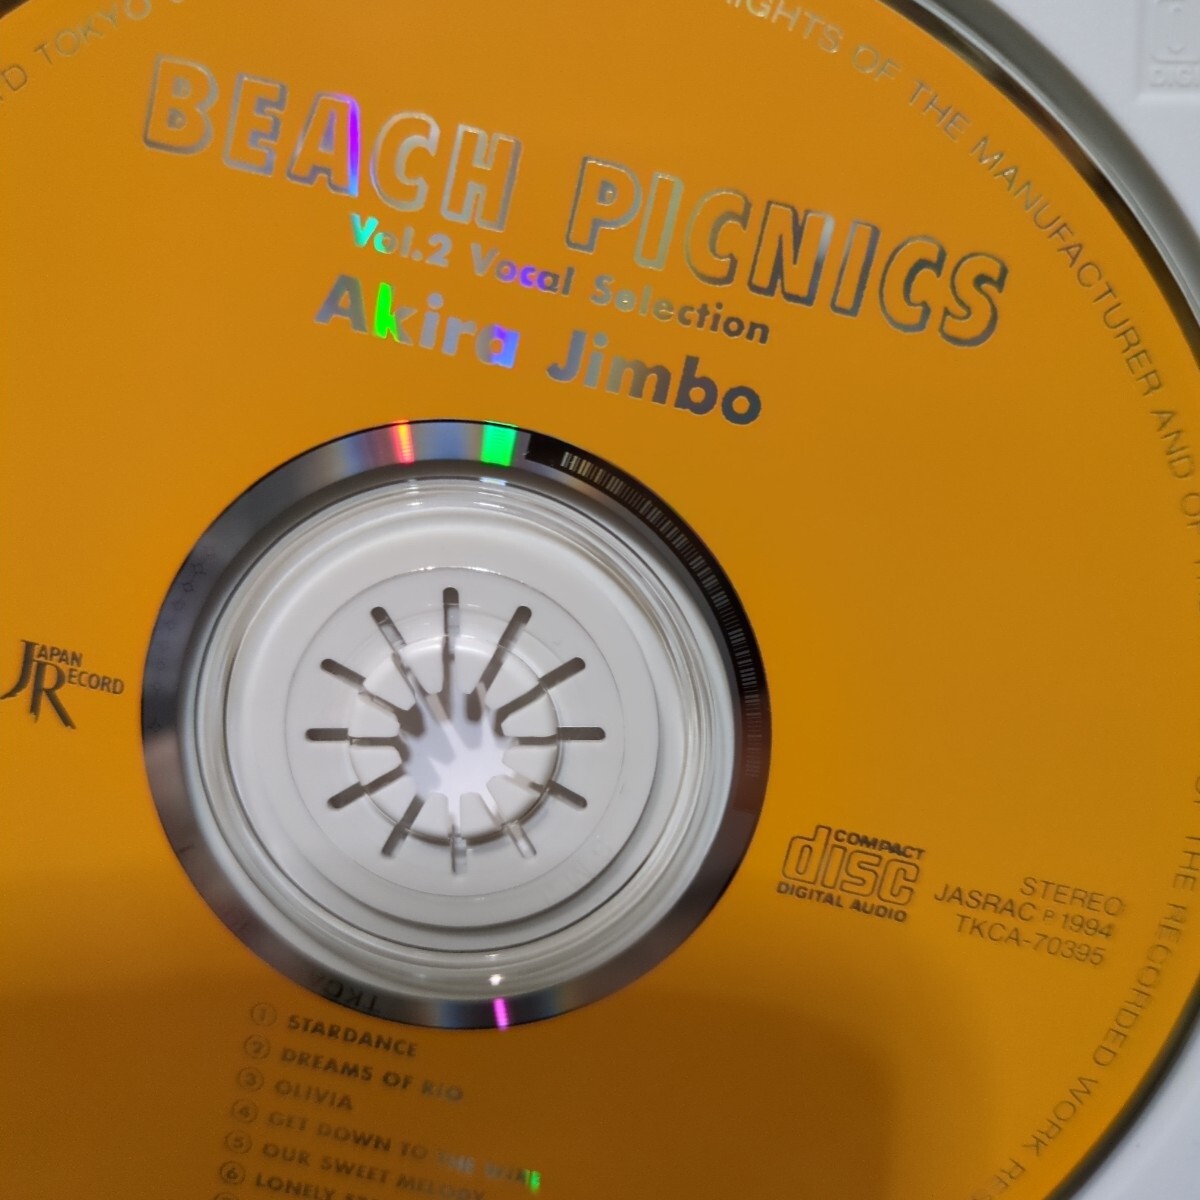 TOKYO
RIGHTS OF THE MANUFACTURER AND OF
THE RECORDED WORK
BEACH PICNICS
Vol.2 Vocal Selection
Akira Jimbo
JAPAN
RECORD
JR
COMPACT
disc
DIGITAL AUDIO
STEREO
JASRAC P 1994
TKCA-70395
① STARDANCE
② DREAMS OF RIO
③ OLIVIA
④ GET DOWN TO THE
⑤ OUR SWEET MELODY
⑥ LONELY